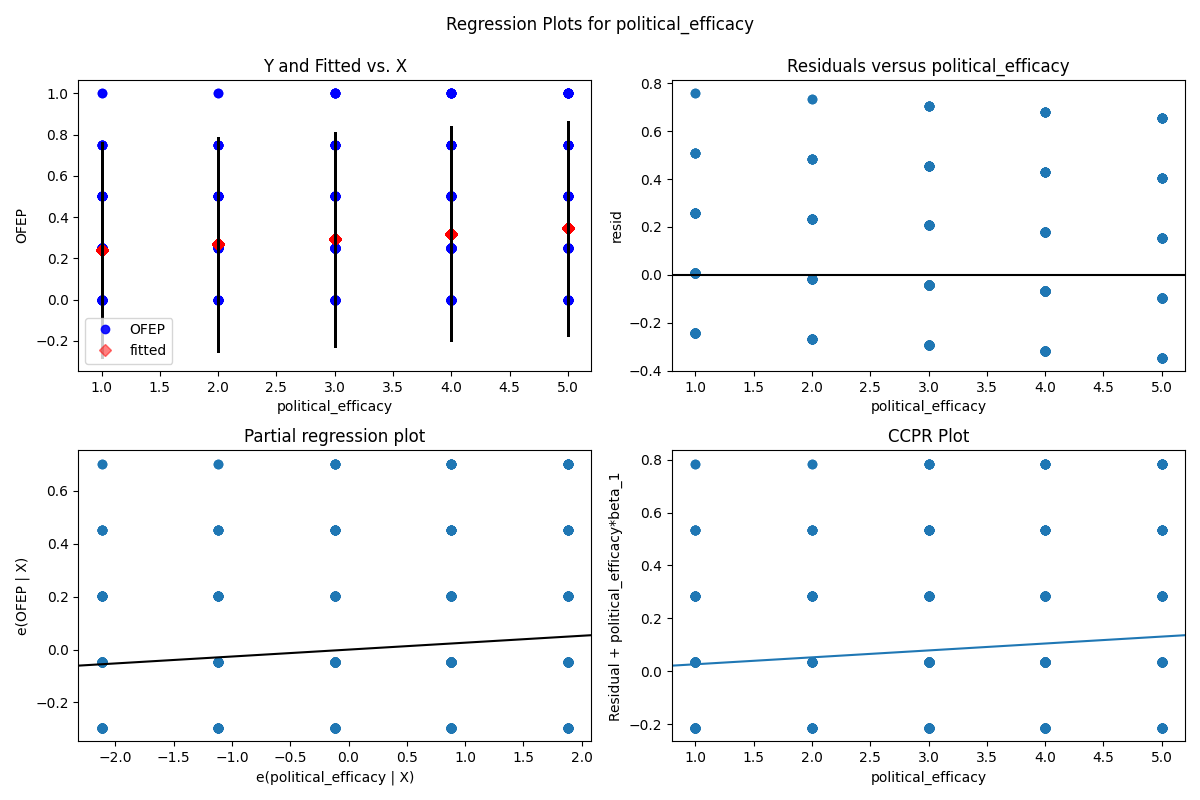 Regression Plots for political_efficacy
Y and Fitted vs. X
OFEP
1.0
0.8
0.6
0.4
0.2
0.0
−0.2
OFEP
fitted
1.0 1.5 2.0 2.5 3.0 3.5 4.0 4.5 5.0
political_efficacy
Residuals versus political_efficacy
resid
0.8
0.6
0.4
0.2
0.0
−0.2
−0.4
1.0 1.5 2.0 2.5 3.0 3.5 4.0 4.5 5.0
political_efficacy
Partial regression plot
e(OFEP | X)
0.6
0.4
0.2
0.0
−0.2
−2.0 −1.5 −1.0 −0.5 0.0 0.5 1.0 1.5 2.0
e(political_efficacy | X)
CCPR Plot
Residual + political_efficacy*beta_1
0.8
0.6
0.4
0.2
0.0
−0.2
1.0 1.5 2.0 2.5 3.0 3.5 4.0 4.5 5.0
political_efficacy